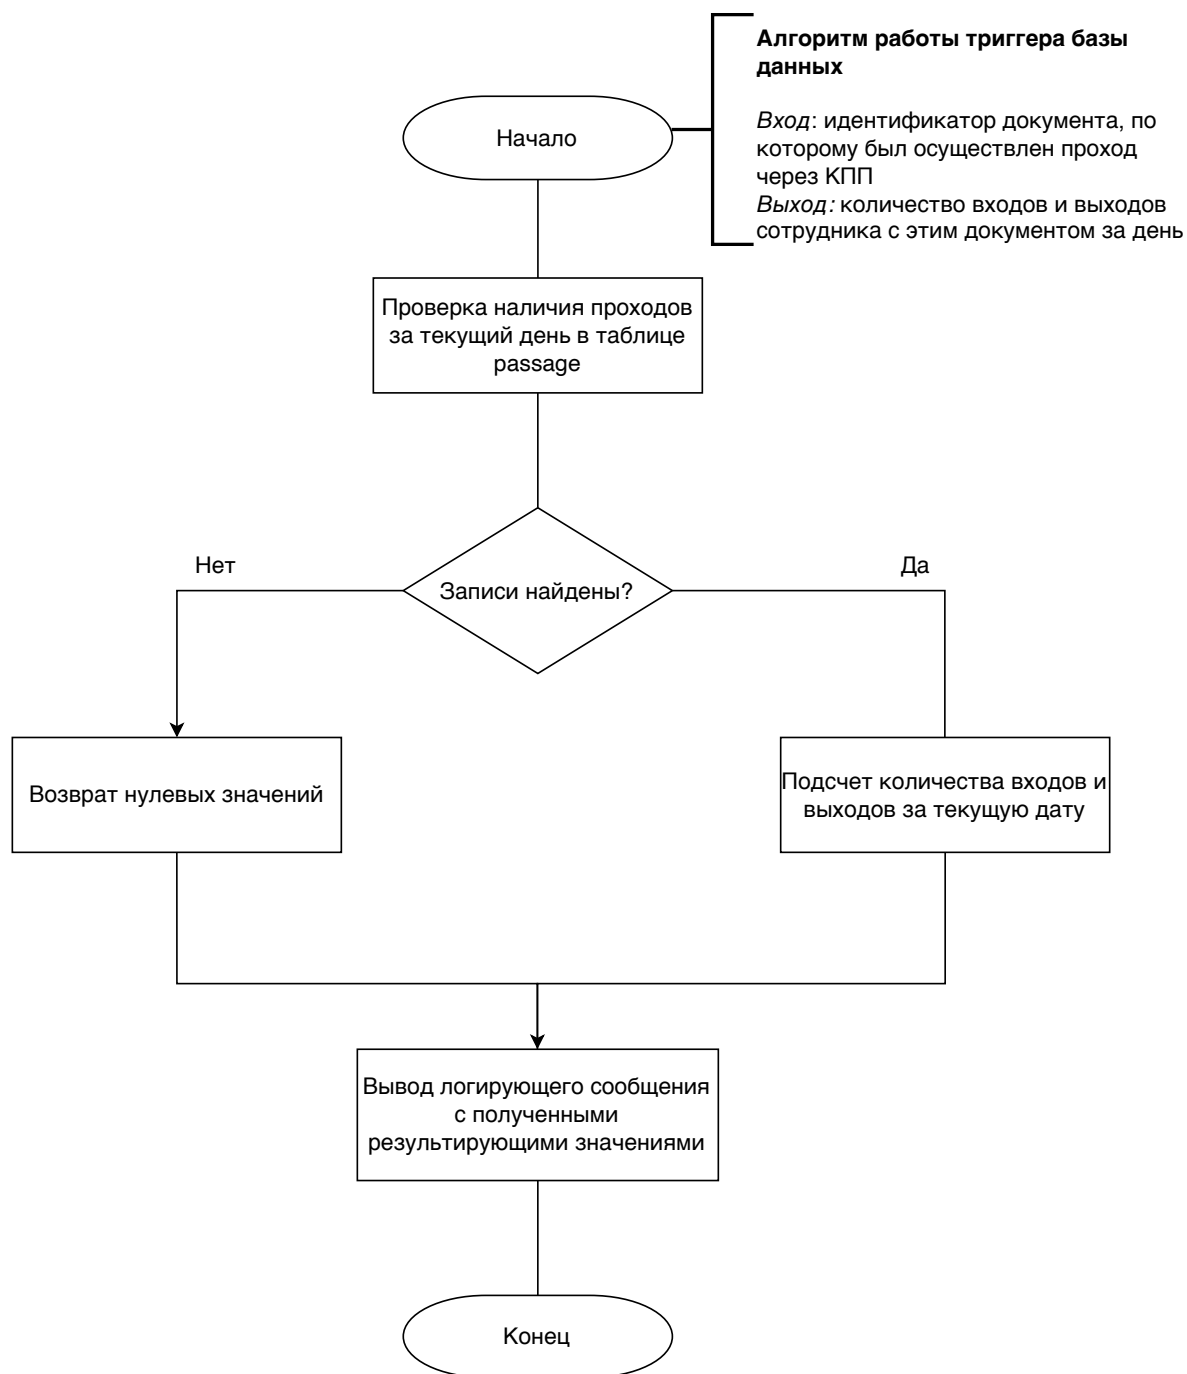 Алгоритм работы триггера базы
данных
Вход: идентификатор документа, по
которому был осуществлен проход
через КПП
Выход: количество входов и выходов
сотрудника с этим документом за день
Начало
Проверка наличия проходов
за текущий день в таблице
passage
Нет
Да
Записи найдены?
Возврат нулевых значений
Подсчет количества входов и
выходов за текущую дату
Вывод логирующего сообщения
с полученными
результирующими значениями
Конец